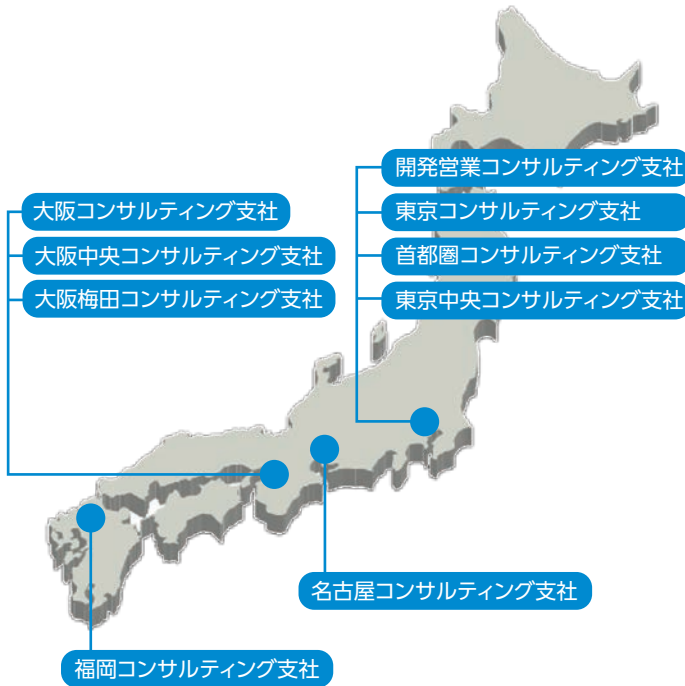 開発営業コンサルティング支社
東京コンサルティング支社
首都圏コンサルティング支社
東京中央コンサルティング支社
大阪コンサルティング支社
大阪中央コンサルティング支社
大阪梅田コンサルティング支社
名古屋コンサルティング支社
福岡コンサルティング支社